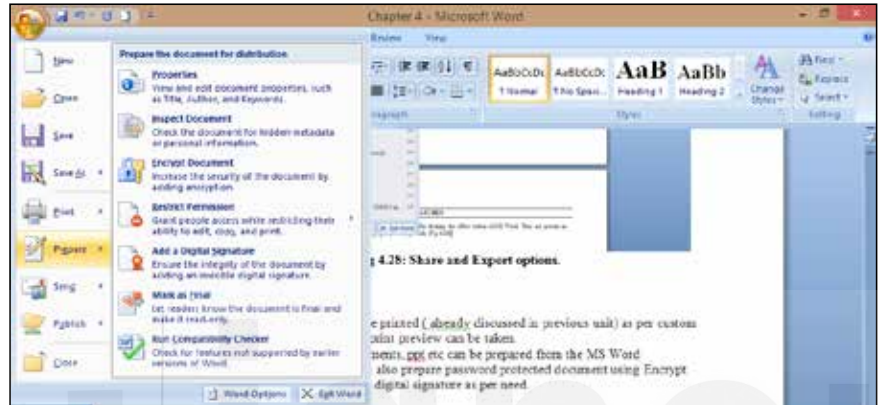 Chapter 4 - Microsoft Word
Review View
New
Open
Save
Save As
Print
Prepare
Send
Publish
Close
Prepare the document for distribution
Properties
View and edit document properties, such
as Title, Author, and Keywords.
Inspect Document
Check the document for hidden metadata
or personal information.
Encrypt Document
Increase the security of the document by
adding encryption.
Restrict Permission
Grant people access while restricting their
ability to edit, copy, and print.
Add a Digital Signature
Ensure the integrity of the document by
adding an invisible digital signature.
Mark as Final
Let readers know the document is final and
make it read-only.
Run Compatibility Checker
Check for features not supported by earlier
versions of Word.
Word Options Exit Word
AaBbCcDc AaBbCcDc AaB AaBb
¶ Normal ¶ No Spaci... Heading 1 Heading 2
Change
Styles
Find
Replace
Select
Styles
Editing
g 4.28: Share and Export options.
e printed ( already discussed in previous unit) as per custom
print preview can be taken.
ments, ppt etc can be prepared from the MS Word
also prepare password protected document using Encrypt
digital signature as per need.